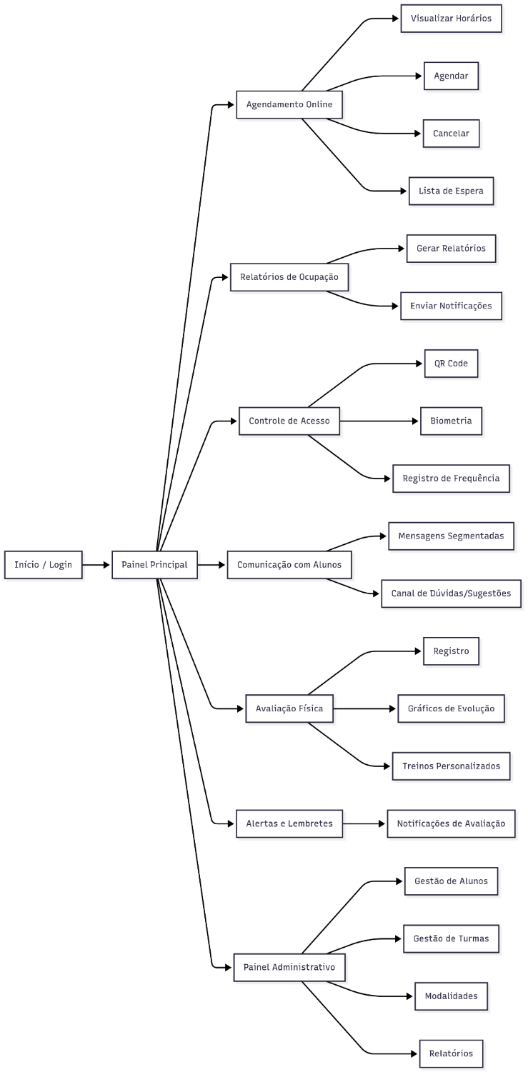 Início / Login
Painel Principal
Agendamento Online
Visualizar Horários
Agendar
Cancelar
Lista de Espera
Relatórios de Ocupação
Gerar Relatórios
Enviar Notificações
Controle de Acesso
QR Code
Biometria
Registro de Frequência
Comunicação com Alunos
Mensagens Segmentadas
Canal de Dúvidas/Sugestões
Avaliação Física
Registro
Gráficos de Evolução
Treinos Personalizados
Alertas e Lembretes
Notificações de Avaliação
Painel Administrativo
Gestão de Alunos
Gestão de Turmas
Modalidades
Relatórios